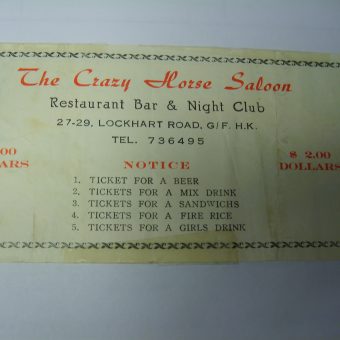 The Crazy Horse Saloon
Restaurant Bar & Night Club
27-29, LOCKHART ROAD, G/F. H.K.
TEL. 736495
00
LARS
NOTICE
$ 2.00
DOLLARS
1. TICKET FOR A BEER
2. TICKETS FOR A MIX DRINK
3. TICKETS FOR A SANDWICHS
4. TICKETS FOR A FIRE RICE
5. TICKETS FOR A GIRLS DRINK